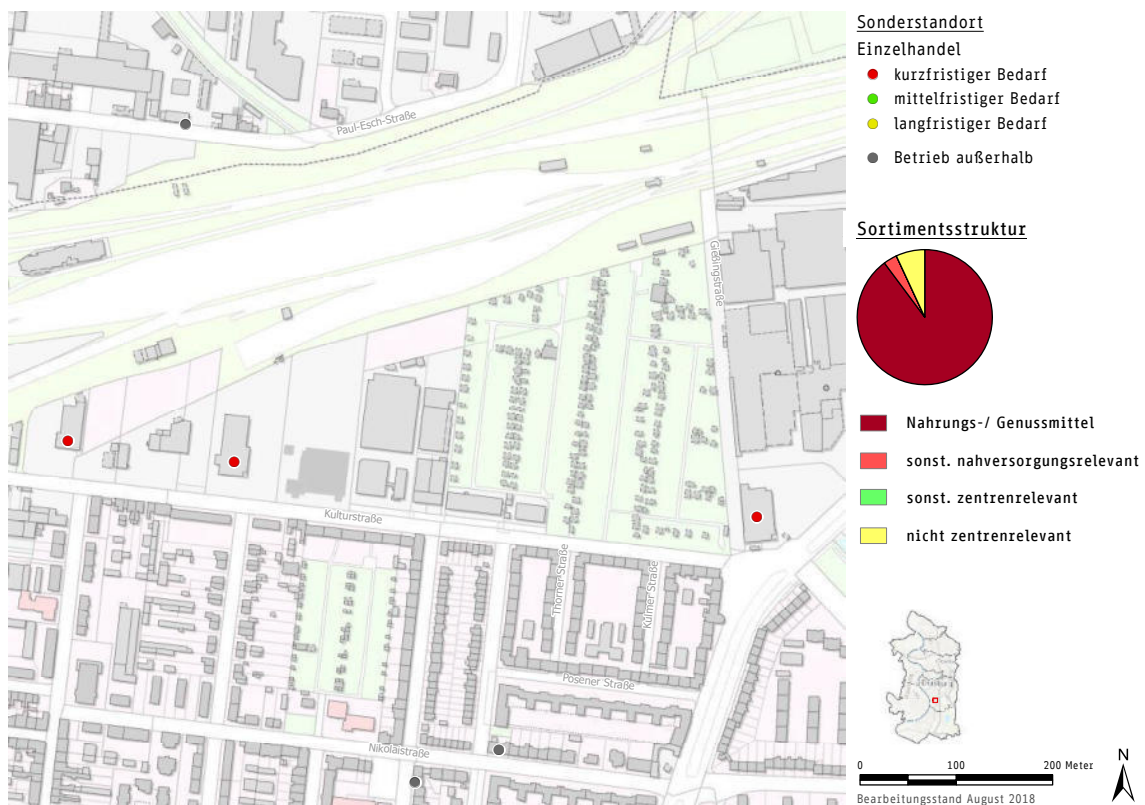 Sonderstandort
Einzelhandel
kurzfristiger Bedarf
mittelfristiger Bedarf
langfristiger Bedarf
Betrieb außerhalb
Sortimentsstruktur
Nahrungs-/ Genussmittel
sonst. nahversorgungsrelevant
sonst. zentrenrelevant
nicht zentrenrelevant
Paul-Esch-Straße
Gießingstraße
Kulturstraße
Thorner Straße
Kulmer Straße
Posener Straße
Nikolaistraße
0 100 200 Meter
N
Bearbeitungsstand August 2018